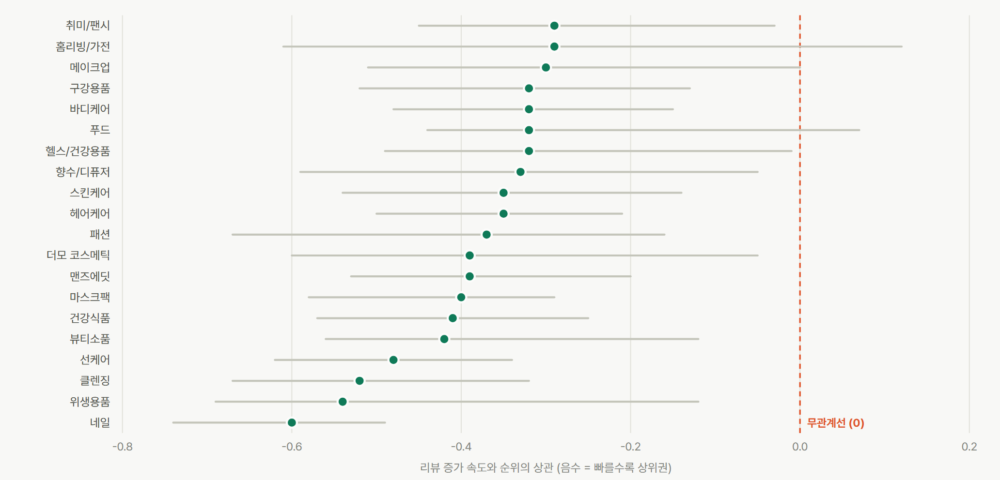 취미/팬시
홈리빙/가전
메이크업
구강용품
바디케어
푸드
헬스/건강용품
향수/디퓨저
스킨케어
헤어케어
패션
더모 코스메틱
맨즈에딧
마스크팩
건강식품
뷰티소품
선케어
클렌징
위생용품
네일
무관계선 (0)
-0.8 -0.6 -0.4 -0.2 0.0 0.2
리뷰 증가 속도와 순위의 상관 (음수 = 빠를수록 상위권)